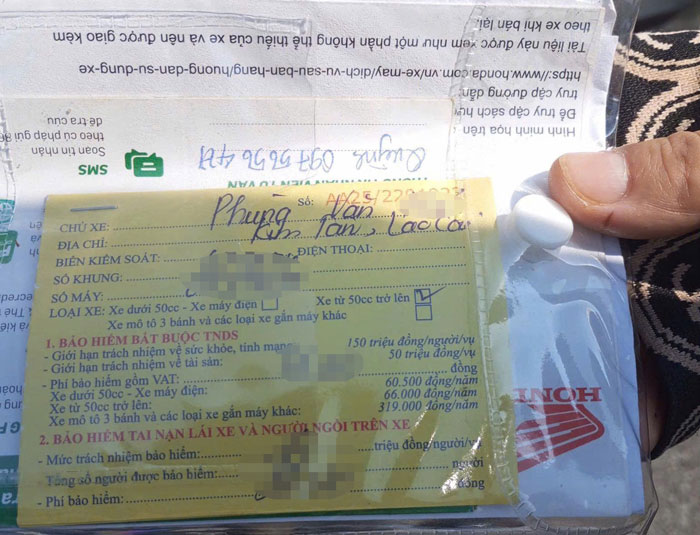 theo xe khi bán lại.
Tài liệu này được xem như một phần không thể thiếu của xe và nên được giao kèm
https://www.honda.com.vn/xe-may/dich-vu-sau-ban-hang/huong-dan-su-dung-xe
truy cập đường dẫn:
Để truy cập sách hư
Hình minh họa trên
để tra cứu
theo cú pháp gửi
Soạn tin nhắn
SMS
Quỳnh
VIÊN TƯ VẤN
Số: AA25/22
CHỦ XE: Phùng Văn
ĐỊA CHỈ: Kim Tân, Lào Cai
BIỂN KIỂM SOÁT: ĐIỆN THOẠI:
SỐ KHUNG:
SỐ MÁY:
LOẠI XE: Xe dưới 50cc - Xe máy điện Xe từ 50cc trở lên ✓
Xe mô tô 3 bánh và các loại xe gắn máy khác
1. BẢO HIỂM BẮT BUỘC TNDS
- Giới hạn trách nhiệm về sức khỏe, tính mạng 150 triệu đồng/người/vụ
- Giới hạn trách nhiệm về tài sản: 50 triệu đồng/vụ
- Phí bảo hiểm gồm VAT: đồng
Xe dưới 50cc - Xe máy điện: 60.500 đồng/năm
Xe từ 50cc trở lên: 66.000 đồng/năm
Xe mô tô 3 bánh và các loại xe gắn máy khác: 319.000 đồng/năm
2. BẢO HIỂM TAI NẠN LÁI XE VÀ NGƯỜI NGỒI TRÊN XE
- Mức trách nhiệm bảo hiểm: triệu đồng/người/vụ
- Tổng số người được bảo hiểm: người
- Phí bảo hiểm: đồng
HON